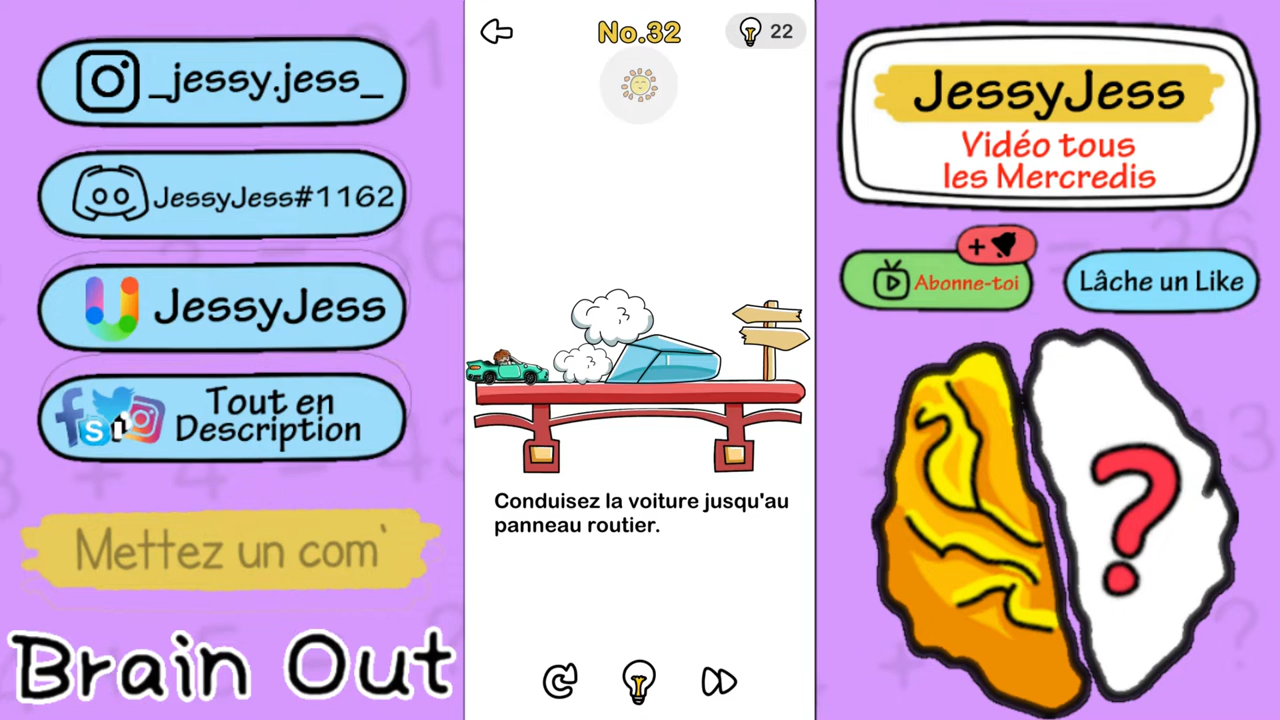 _jessy.jess_
JessyJess#1162
JessyJess
Tout en
Description
Mettez un com`
Brain Out
No.32
22
Conduisez la voiture jusqu'au
panneau routier.
JessyJess
Vidéo tous
les Mercredis
+
Abonne-toi
Lâche un Like
?